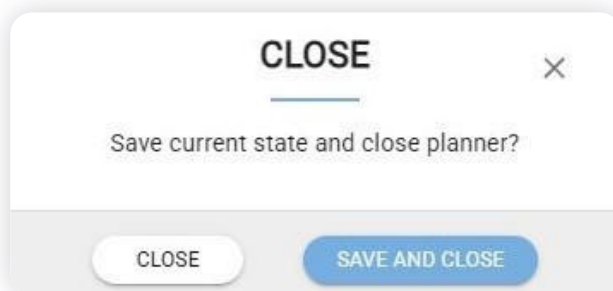 CLOSE
Save current state and close planner?
CLOSE
SAVE AND CLOSE